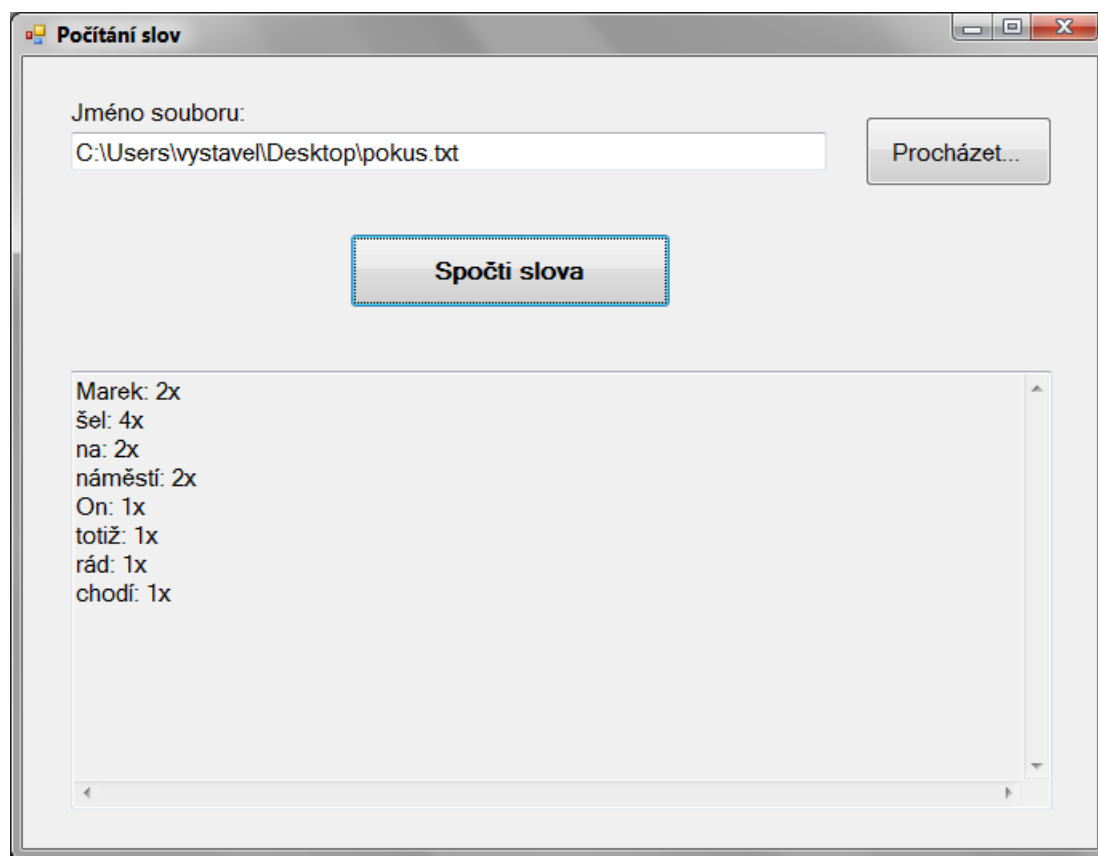 Počítání slov
Jméno souboru:
C:\Users\vystavel\Desktop\pokus.txt
Procházet...
Spočti slova
Marek: 2x
šel: 4x
na: 2x
náměstí: 2x
On: 1x
totiž: 1x
rád: 1x
chodí: 1x